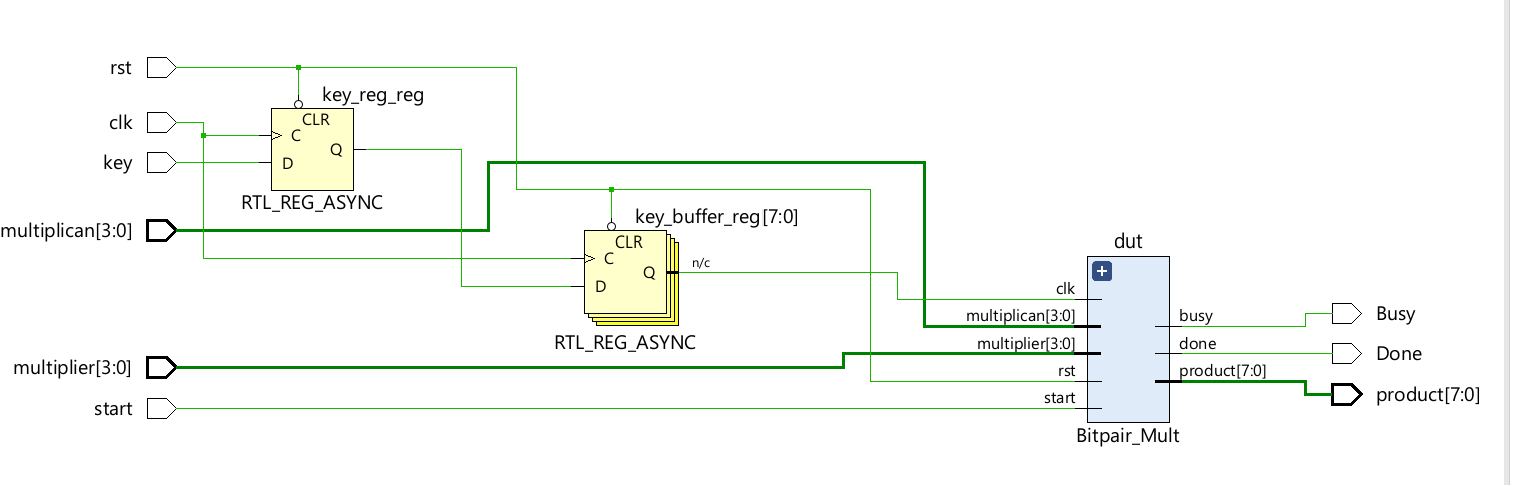 rst
key_reg_reg
clk
CLR
C
Q
key
D
RTL_REG_ASYNC
multiplican[3:0]
key_buffer_reg[7:0]
CLR
C
Q
n/c
D
RTL_REG_ASYNC
dut
clk
multiplican[3:0]
busy
Busy
multiplier[3:0]
done
Done
multiplier[3:0]
rst
product[7:0]
product[7:0]
start
start
Bitpair_Mult